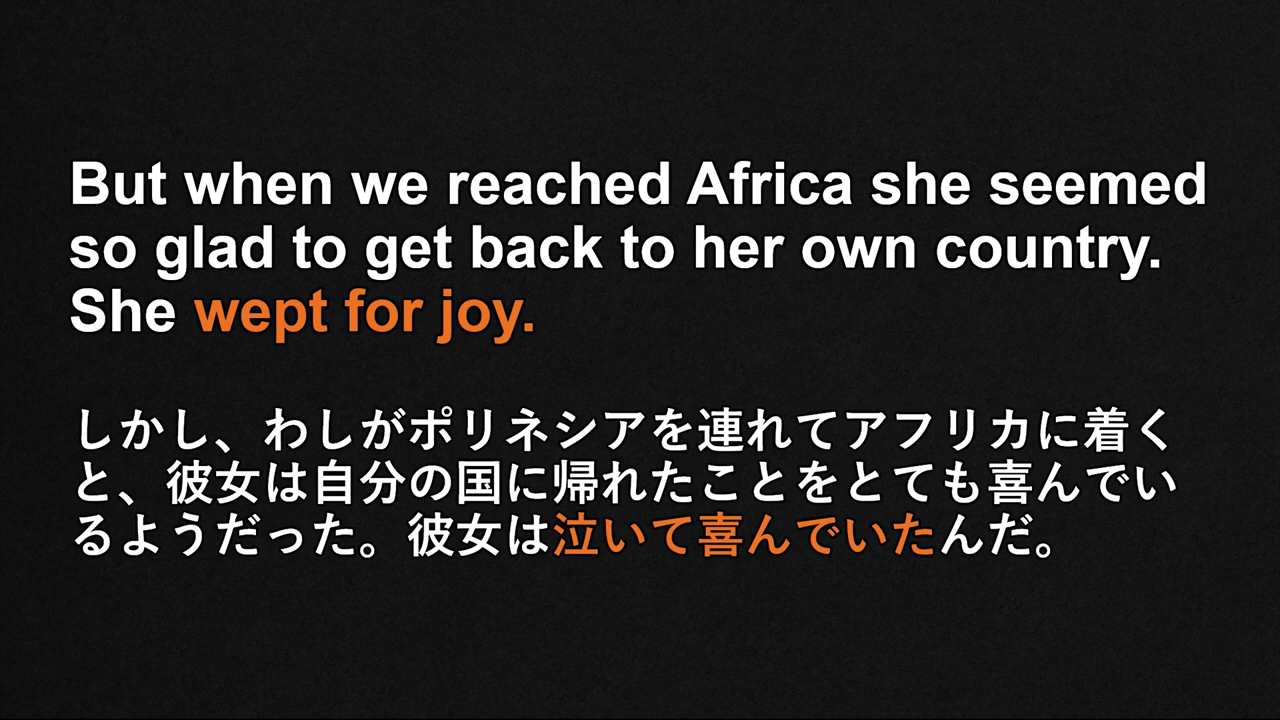 But when we reached Africa she seemed
so glad to get back to her own country.
She wept for joy.
しかし、わしがポリネシアを連れてアフリカに着く
と、彼女は自分の国に帰れたことをとても喜んでい
るようだった。彼女は泣いて喜んでいたんだ。